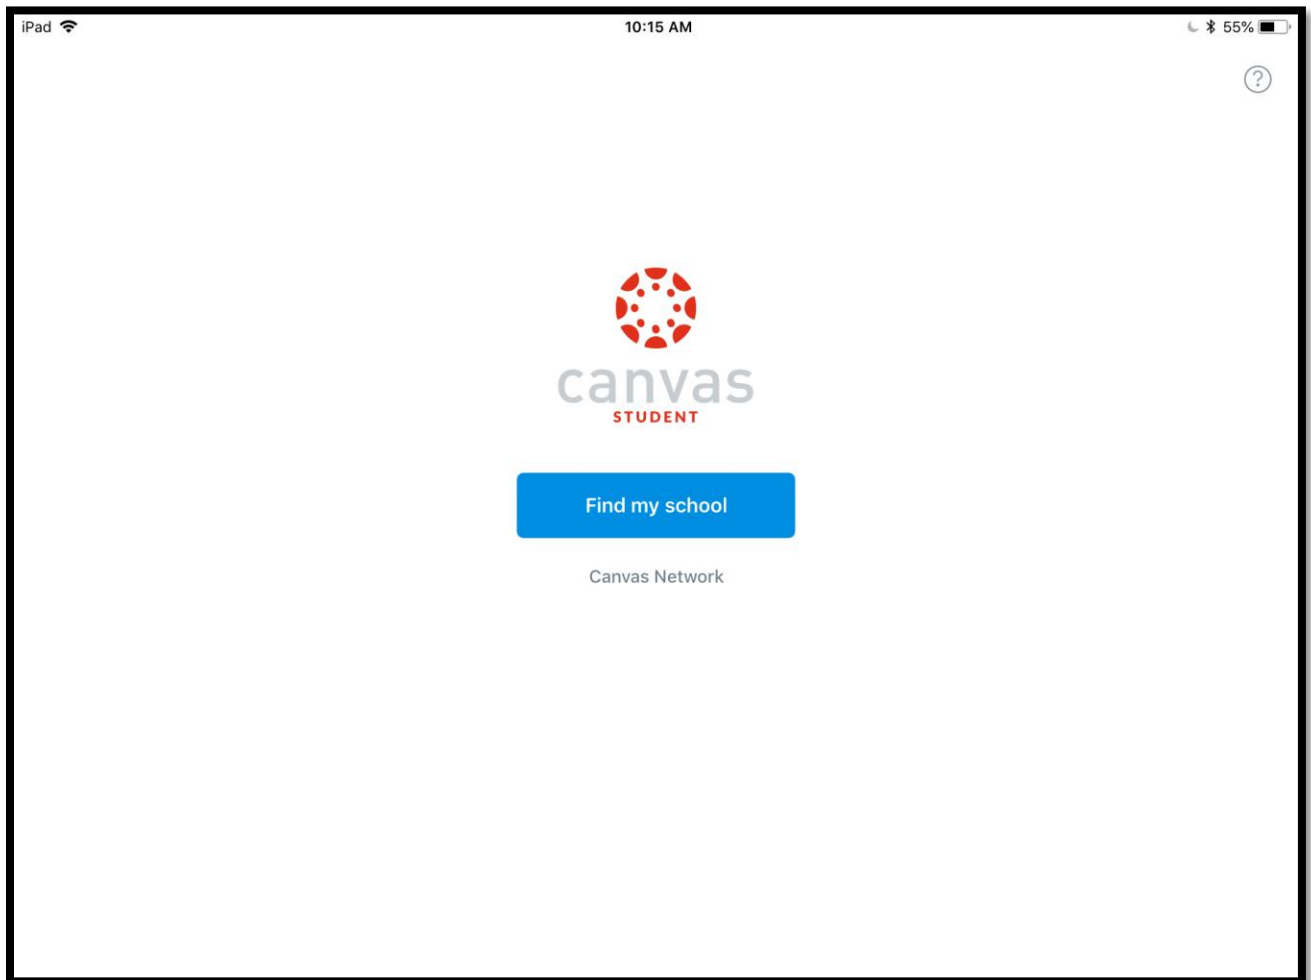 iPad 10:15 AM 55%
?
canvas
STUDENT
Find my school
Canvas Network